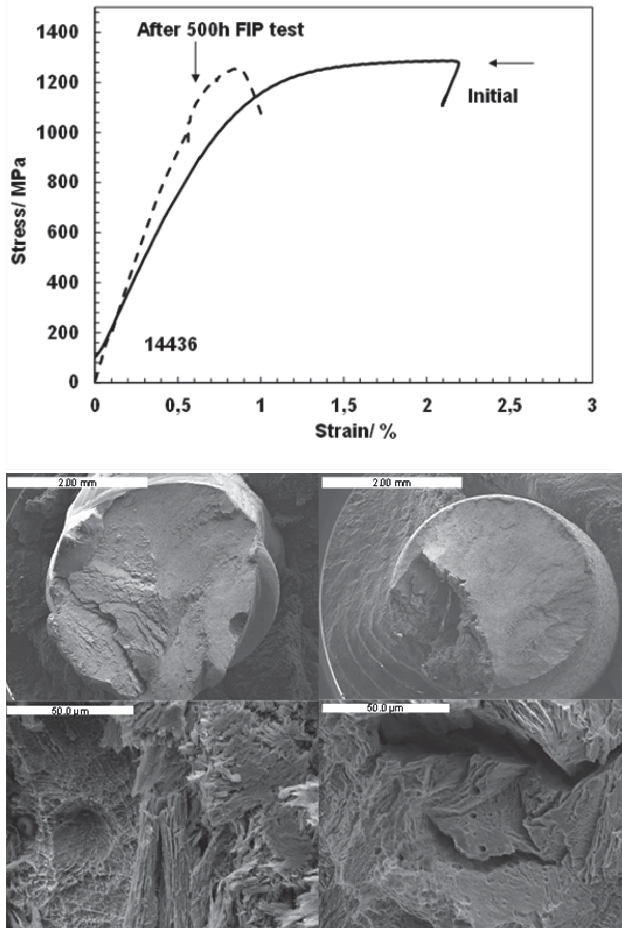 1400
After 500h FIP test
1200
Initial
1000
800
600
400
200
14436
0
Stress/ MPa
0 0,5 1 1,5 2 2,5 3
Strain/ %
2.00 mm 2.00 mm
50.0 µm 50.0 µm